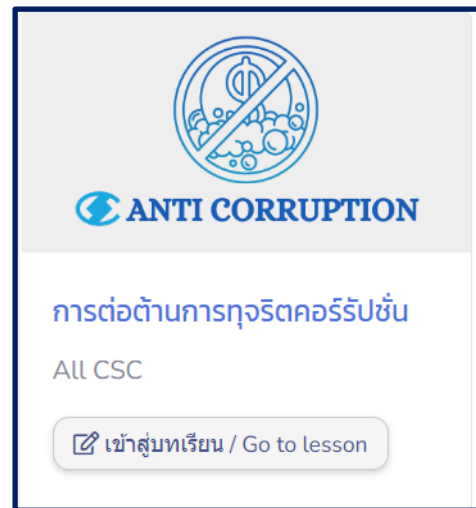 ANTI CORRUPTION
การต่อต้านการทุจริตคอร์รัปชั่น
All CSC
เข้าสู่บทเรียน / Go to lesson